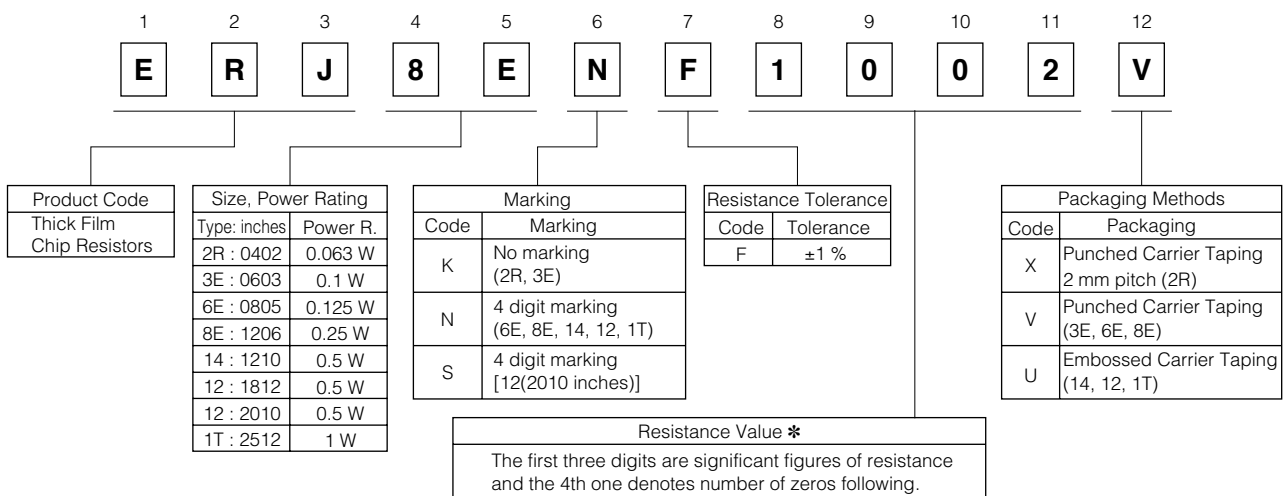 1 2 3 4 5 6 7 8 9 10 11 12
E R J 8 E N F 1 0 0 2 V
Product Code
Thick Film
Chip Resistors
Size, Power Rating
Type: inches Power R.
2R : 0402 0.063 W
3E : 0603 0.1 W
6E : 0805 0.125 W
8E : 1206 0.25 W
14 : 1210 0.5 W
12 : 1812 0.5 W
12 : 2010 0.5 W
1T : 2512 1 W
Marking
Code Marking
K No marking
(2R, 3E)
N 4 digit marking
(6E, 8E, 14, 12, 1T)
S 4 digit marking
[12(2010 inches)]
Resistance Tolerance
Code Tolerance
F ±1 %
Packaging Methods
Code Packaging
X Punched Carrier Taping
2 mm pitch (2R)
V Punched Carrier Taping
(3E, 6E, 8E)
U Embossed Carrier Taping
(14, 12, 1T)
Resistance Value ✻
The first three digits are significant figures of resistance
and the 4th one denotes number of zeros following.